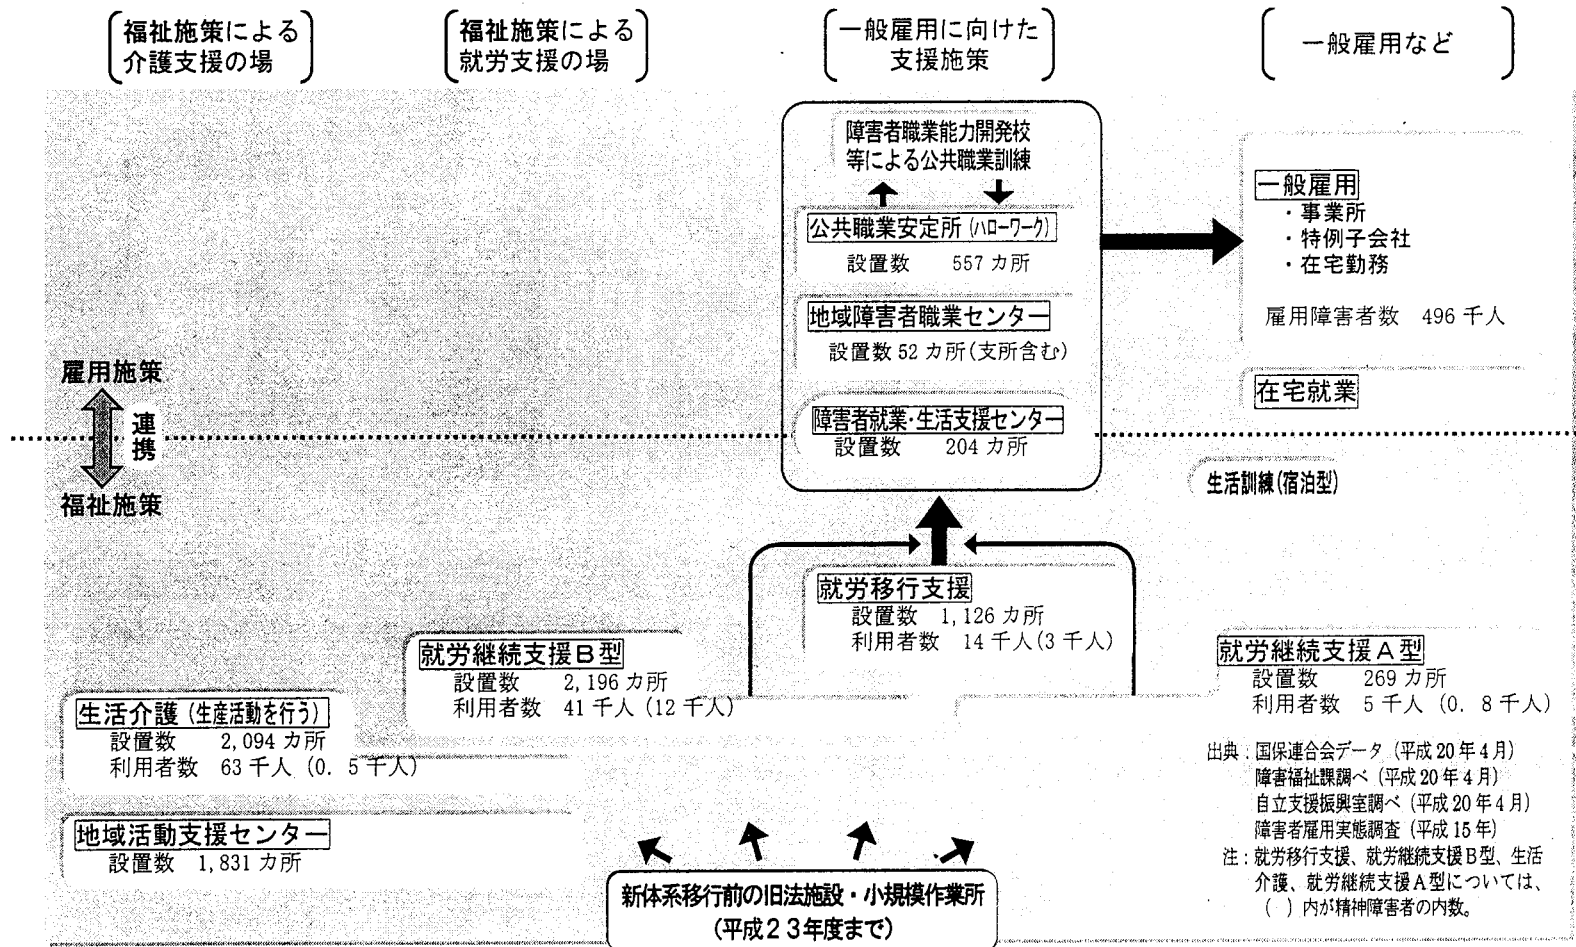 福祉施策による
介護支援の場
福祉施策による
就労支援の場
一般雇用に向けた
支援施策
一般雇用など
障害者職業能力開発校
等による公共職業訓練
公共職業安定所(ハローワーク)
設置数 557カ所
地域障害者職業センター
設置数52カ所(支所含む)
障害者就業・生活支援センター
設置数 204カ所
一般雇用
・事業所
・特例子会社
・在宅勤務
雇用障害者数 496千人
在宅就業
雇用施策
連携
福祉施策
生活訓練(宿泊型)
就労移行支援
設置数 1,126カ所
利用者数 14千人(3千人)
就労継続支援B型
設置数 2,196カ所
利用者数 41千人(12千人)
就労継続支援A型
設置数 269カ所
利用者数 5千人(0.8千人)
生活介護(生産活動を行う)
設置数 2,094カ所
利用者数 63千人(0.5千人)
地域活動支援センター
設置数 1,831カ所
新体系移行前の旧法施設・小規模作業所
(平成23年度まで)
出典:国保連合会データ(平成20年4月)
障害福祉課調べ(平成20年4月)
自立支援振興室調べ(平成20年4月)
障害者雇用実態調査(平成15年)
注:就労移行支援、就労継続支援B型、生活
介護、就労継続支援A型については、
( )内が精神障害者の内数。